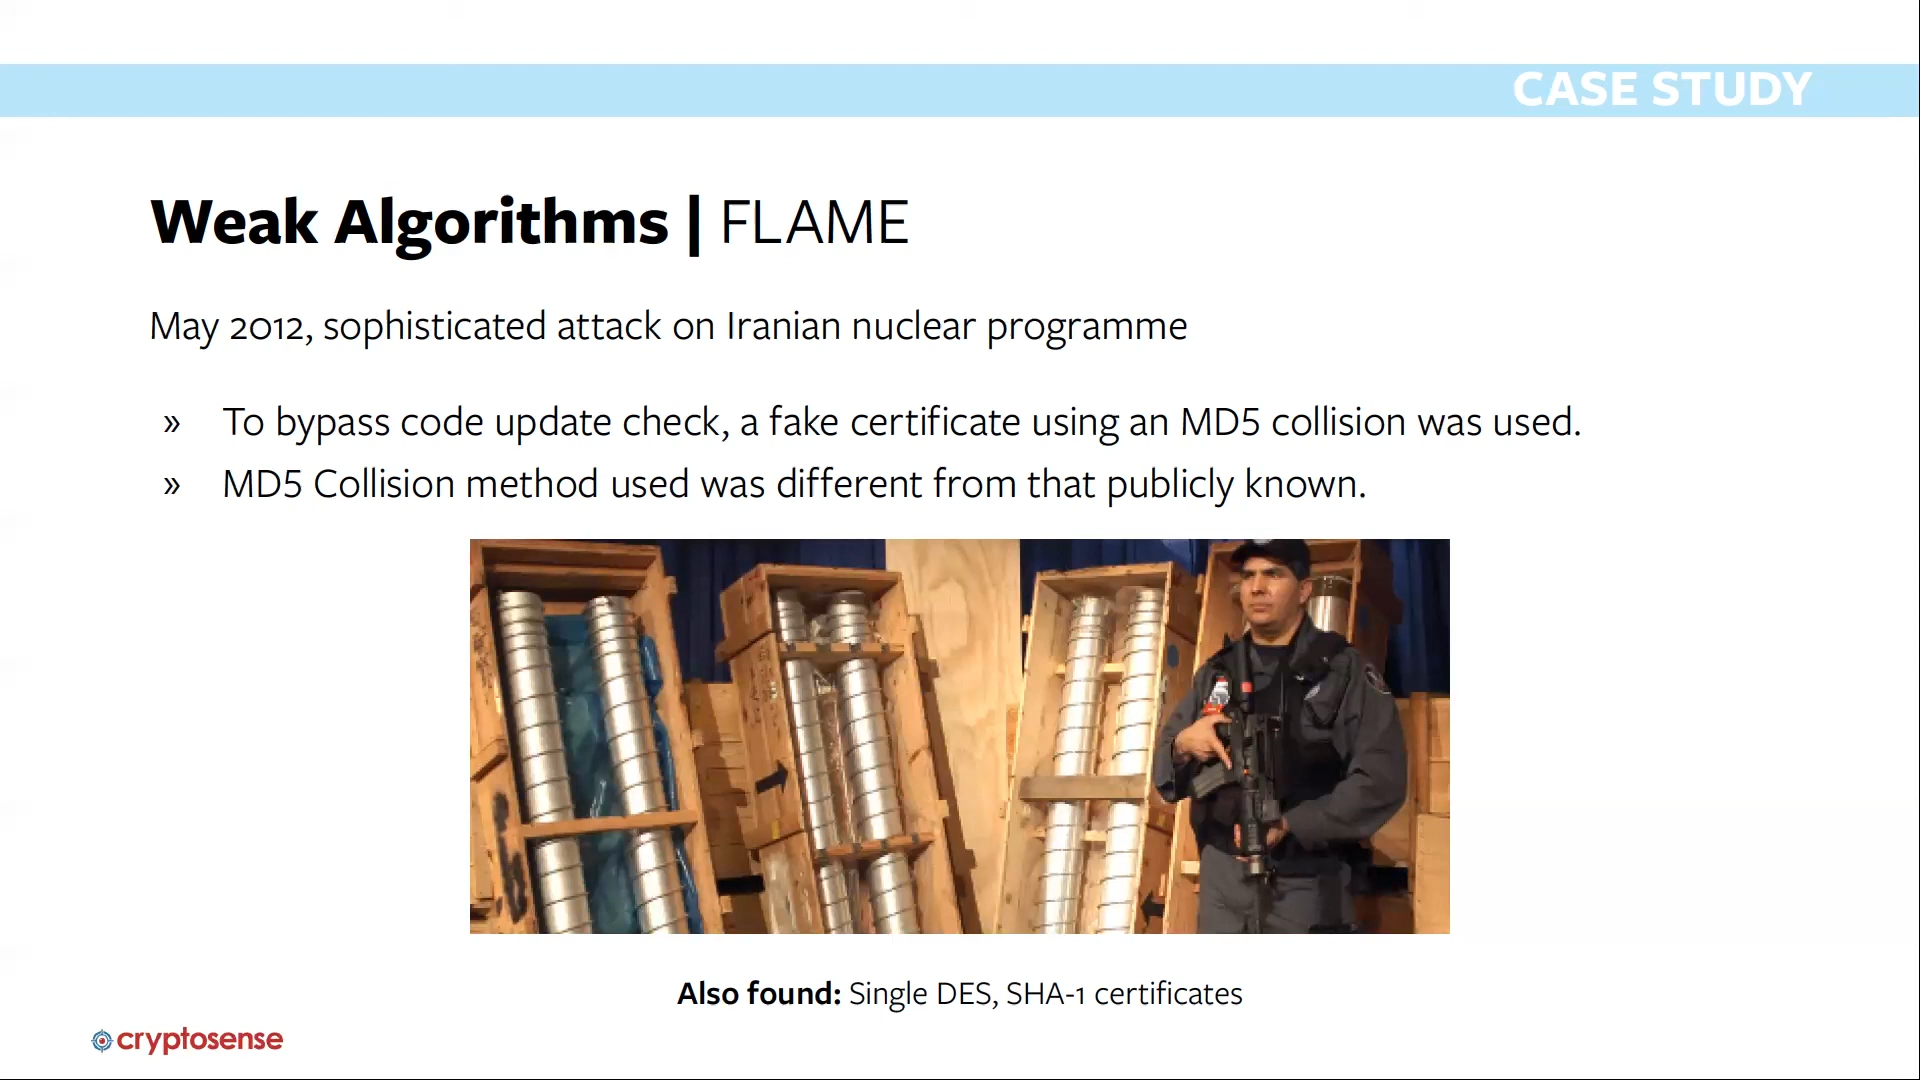 CASE STUDY
Weak Algorithms | FLAME
May 2012, sophisticated attack on Iranian nuclear programme
» To bypass code update check, a fake certificate using an MD5 collision was used.
» MD5 Collision method used was different from that publicly known.
Also found: Single DES, SHA-1 certificates
cryptosense